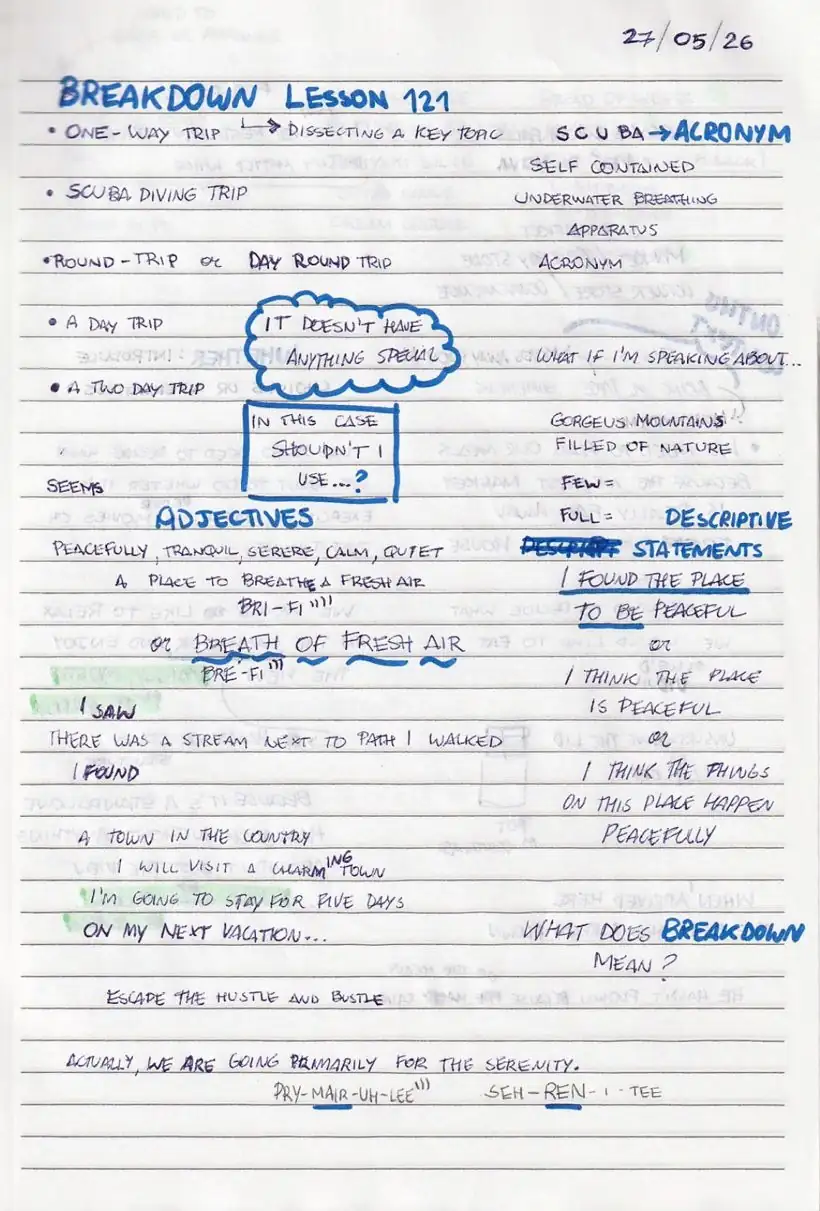 27/05/26
BREAKDOWN LESSON 121
• ONE-WAY TRIP ↳ DISSECTING A KEY TOPIC
S C U BA → ACRONYM
SELF CONTAINED
• SCUBA DIVING TRIP
UNDERWATER BREATHING
APPARATUS
• ROUND-TRIP or DAY ROUND TRIP
ACRONYM
• A DAY TRIP
IT DOESN'T HAVE
ANYTHING SPECIAL
WHAT IF I'M SPEAKING ABOUT...
• A TWO DAY TRIP
IN THIS CASE
SHOUDN'T I
USE...?
GORGEUS MOUNTAINS
FILLED OF NATURE
SEEMS
FEW =
FULL =
ADJECTIVES
DESCRIPTIVE
STATEMENTS
PEACEFULLY, TRANQUIL, SERERE, CALM, QUIET
A PLACE TO BREATHE A FRESH AIR
BRI-FI
or BREATH OF FRESH AIR
BRE-FI
I FOUND THE PLACE
TO BE PEACEFUL
or
I THINK THE PLACE
IS PEACEFUL
or
I THINK THE THINGS
ON THIS PLACE HAPPEN
PEACEFULLY
I SAW
THERE WAS A STREAM NEXT TO PATH I WALKED
I FOUND
A TOWN IN THE COUNTRY
I WILL VISIT A CHARMING TOWN
I'M GOING TO STAY FOR FIVE DAYS
ON MY NEXT VACATION...
WHAT DOES BREAKDOWN
MEAN?
ESCAPE THE HUSTLE AND BUSTLE
ACTUALLY, WE ARE GOING PRIMARILY FOR THE SERENITY.
PRY-MAIR-UH-LEE
SEH-REN-I-TEE